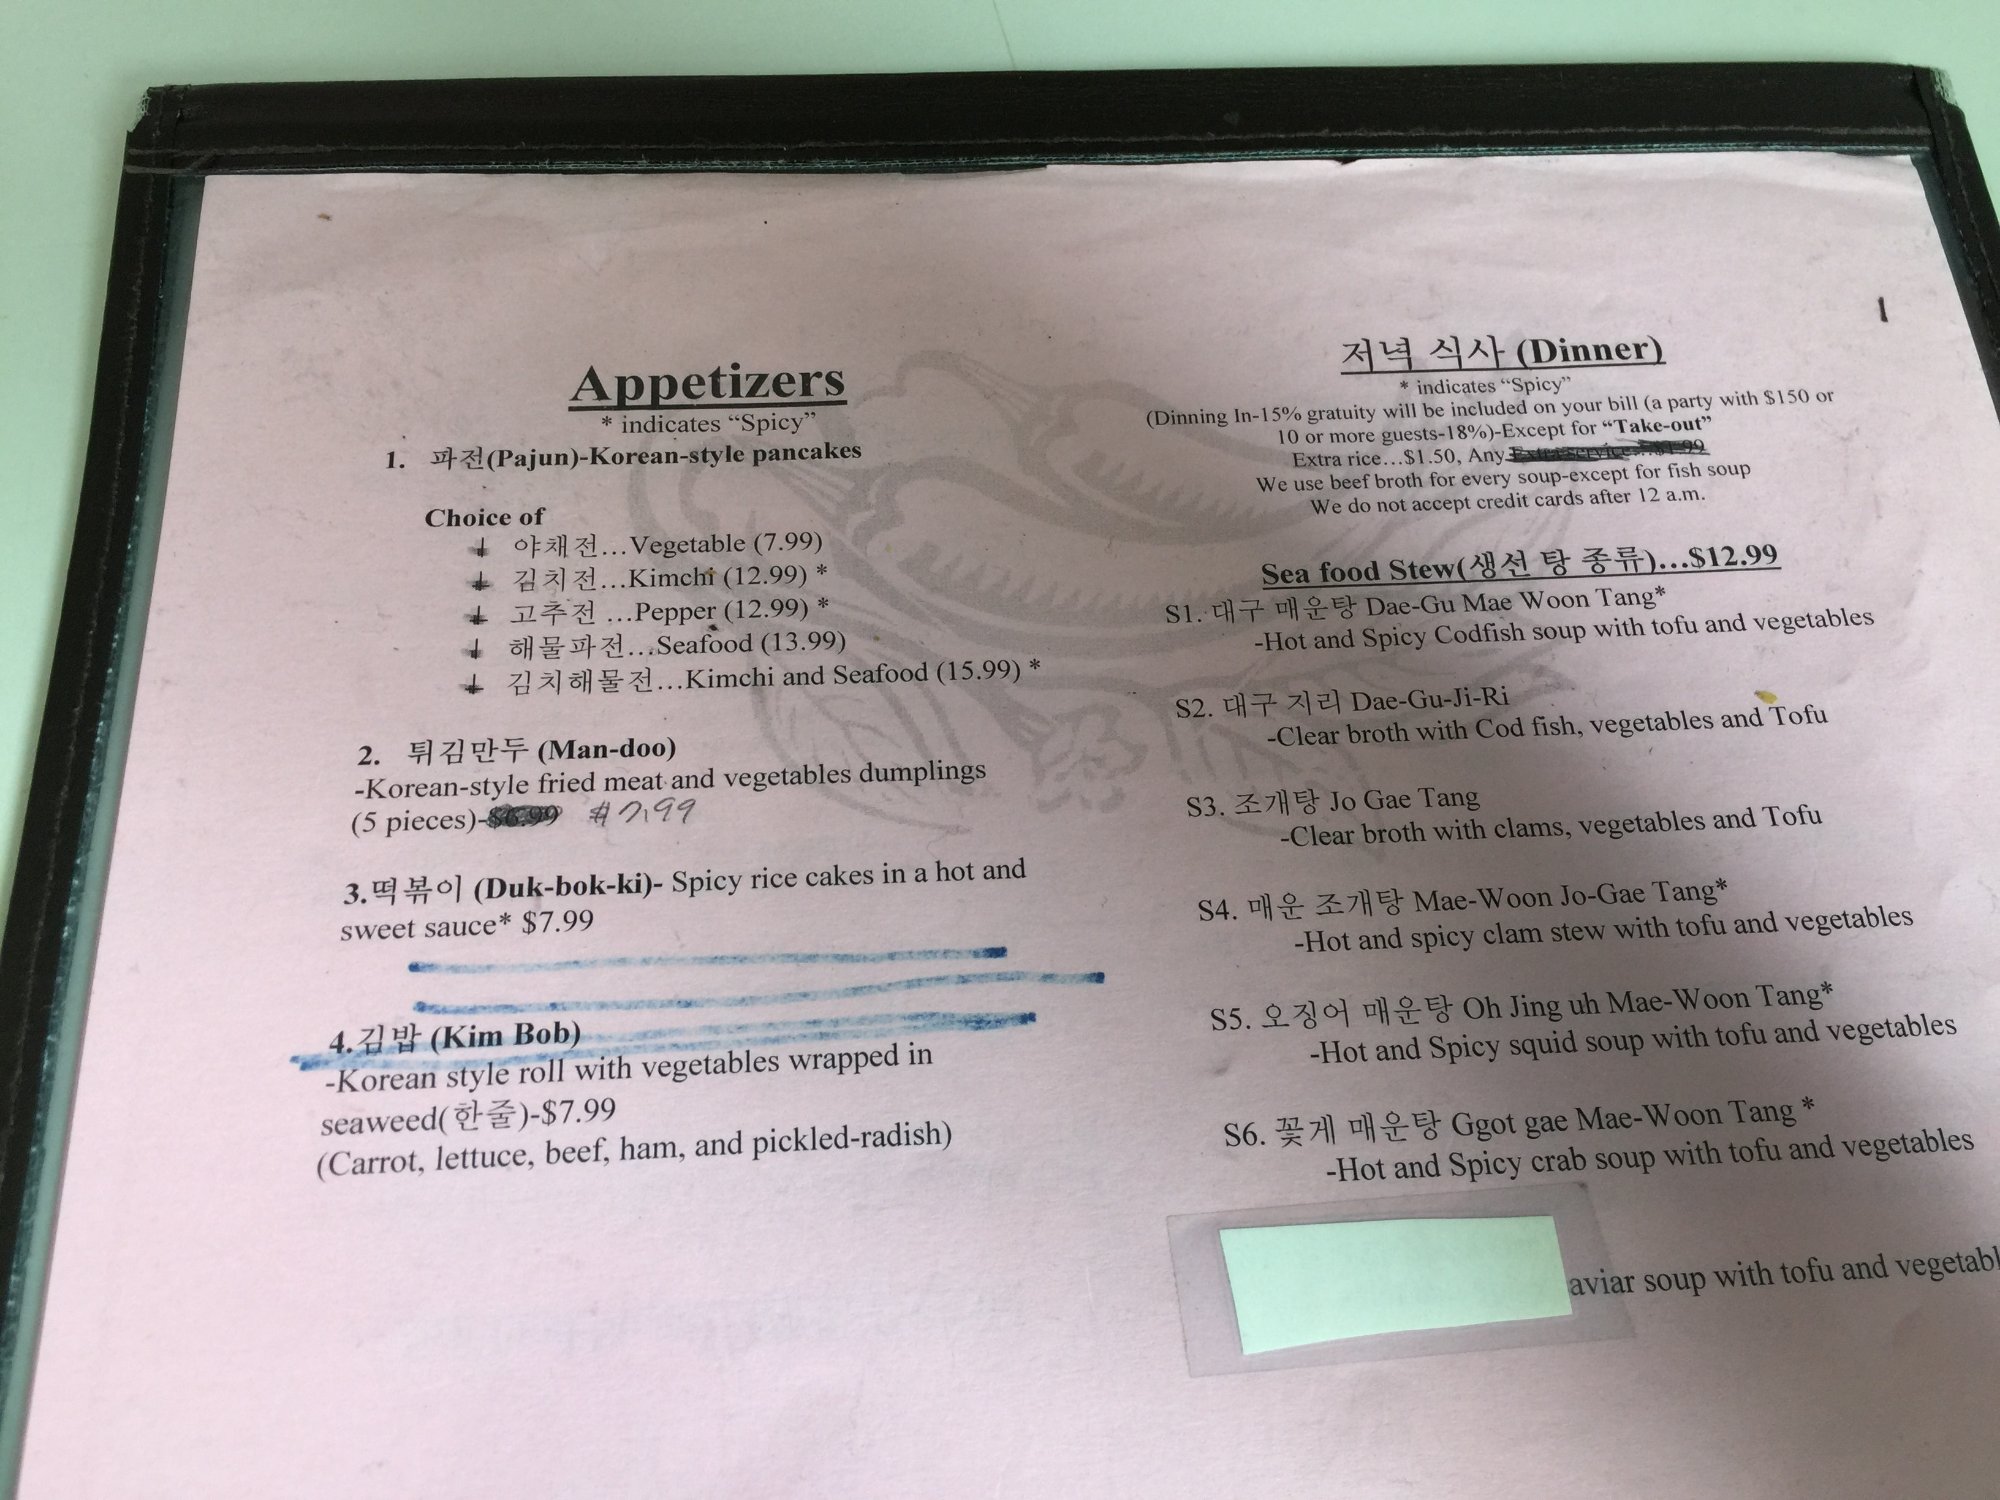 Appetizers
* indicates "Spicy"
1. 파전(Pajun)-Korean-style pancakes
Choice of
야채전…Vegetable (7.99)
김치전…Kimchi (12.99) *
고추전 …Pepper (12.99) *
해물파전…Seafood (13.99)
김치해물전…Kimchi and Seafood (15.99) *
2. 튀김만두 (Man-doo)
-Korean-style fried meat and vegetables dumplings
(5 pieces)-$6.99 $7.99
3.떡볶이 (Duk-bok-ki)- Spicy rice cakes in a hot and
sweet sauce* $7.99
4.김밥 (Kim Bob)
-Korean style roll with vegetables wrapped in
seaweed(한줄)-$7.99
(Carrot, lettuce, beef, ham, and pickled-radish)
1
저녁 식사 (Dinner)
* indicates "Spicy"
(Dinning In-15% gratuity will be included on your bill (a party with $150 or
10 or more guests-18%)-Except for "Take-out"
Extra rice…$1.50, Any Extra service…$1.99
We use beef broth for every soup-except for fish soup
We do not accept credit cards after 12 a.m.
Sea food Stew(생선 탕 종류)…$12.99
S1. 대구 매운탕 Dae-Gu Mae Woon Tang*
-Hot and Spicy Codfish soup with tofu and vegetables
S2. 대구 지리 Dae-Gu-Ji-Ri
-Clear broth with Cod fish, vegetables and Tofu
S3. 조개탕 Jo Gae Tang
-Clear broth with clams, vegetables and Tofu
S4. 매운 조개탕 Mae-Woon Jo-Gae Tang*
-Hot and spicy clam stew with tofu and vegetables
S5. 오징어 매운탕 Oh Jing uh Mae-Woon Tang*
-Hot and Spicy squid soup with tofu and vegetables
S6. 꽃게 매운탕 Ggot gae Mae-Woon Tang *
-Hot and Spicy crab soup with tofu and vegetables
aviar soup with tofu and vegetabl